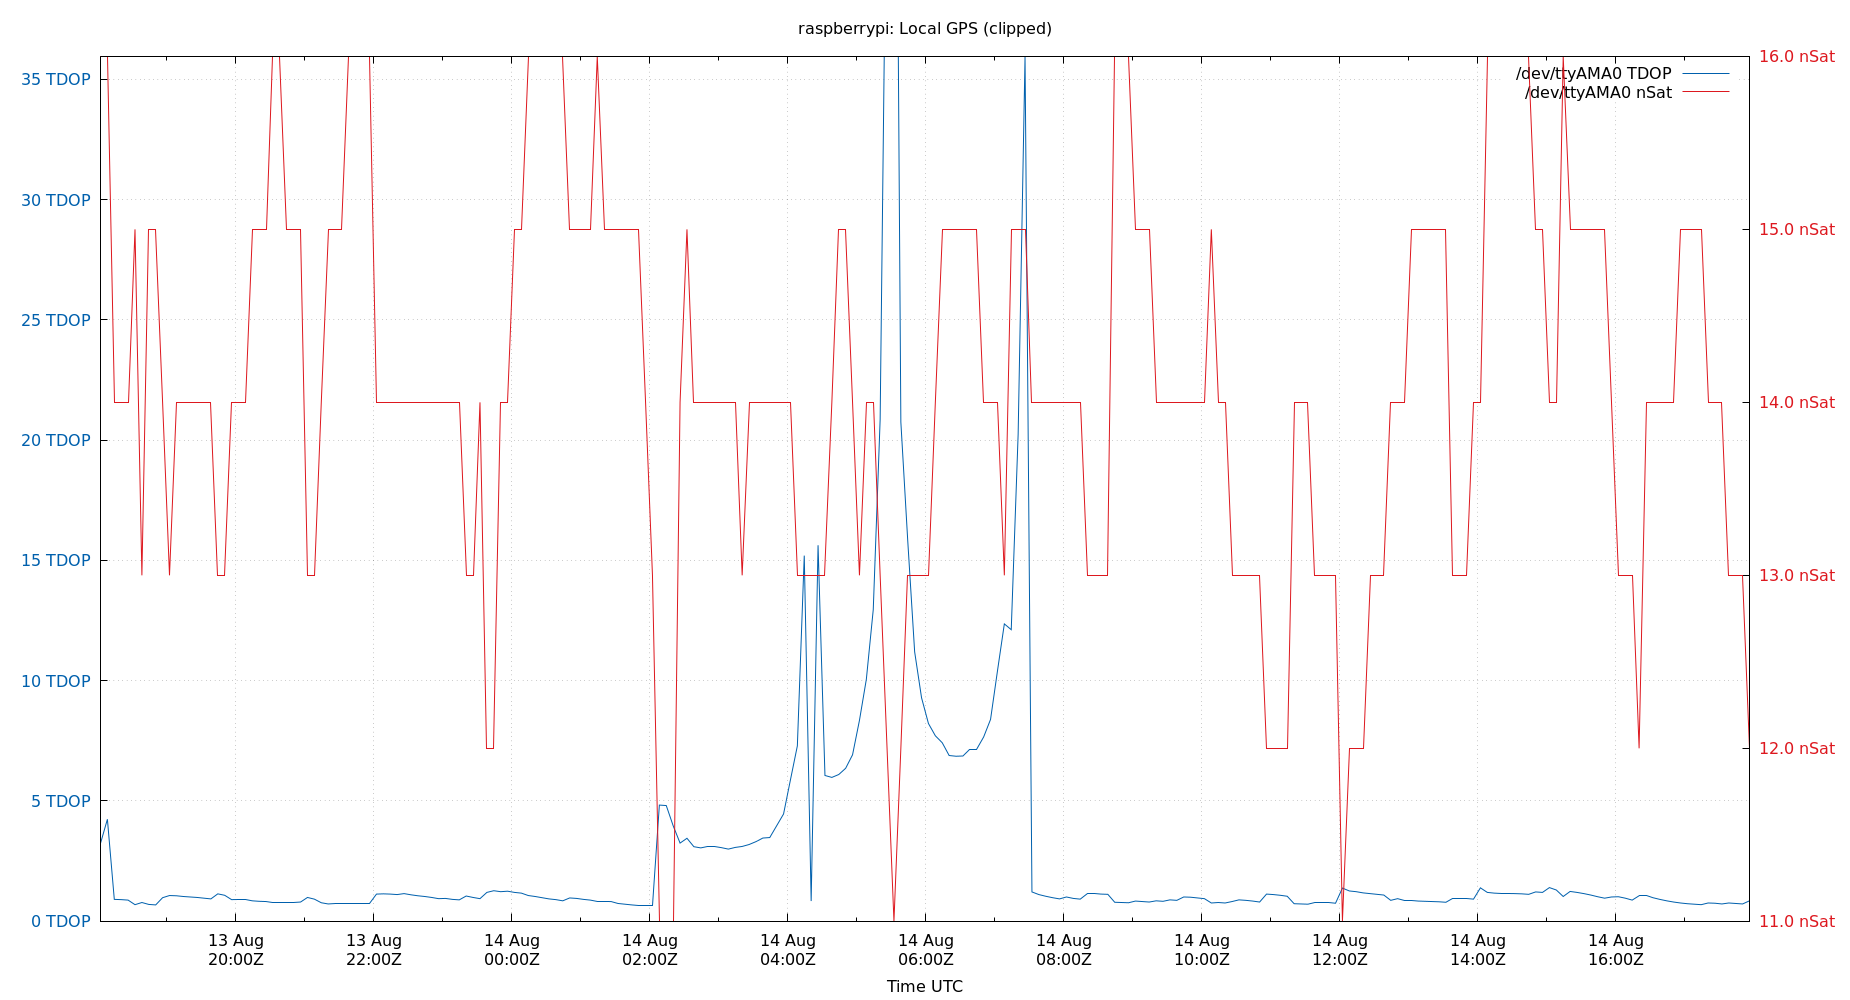 raspberrypi: Local GPS (clipped)
35 TDOP
30 TDOP
25 TDOP
20 TDOP
15 TDOP
10 TDOP
5 TDOP
0 TDOP
16.0 nSat
15.0 nSat
14.0 nSat
13.0 nSat
12.0 nSat
11.0 nSat
/dev/ttyAMA0 TDOP
/dev/ttyAMA0 nSat
13 Aug
20:00Z
13 Aug
22:00Z
14 Aug
00:00Z
14 Aug
02:00Z
14 Aug
04:00Z
14 Aug
06:00Z
14 Aug
08:00Z
14 Aug
10:00Z
14 Aug
12:00Z
14 Aug
14:00Z
14 Aug
16:00Z
Time UTC